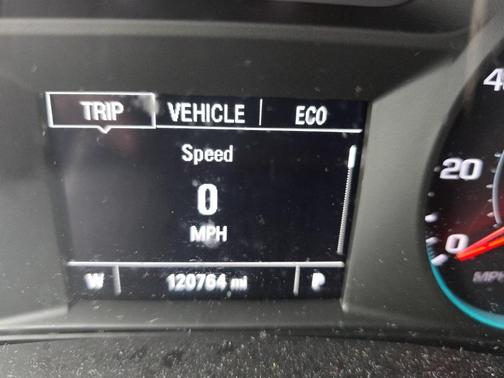 TRIP VEHICLE ECO
Speed
0
MPH
W 120764 mi P
20
0